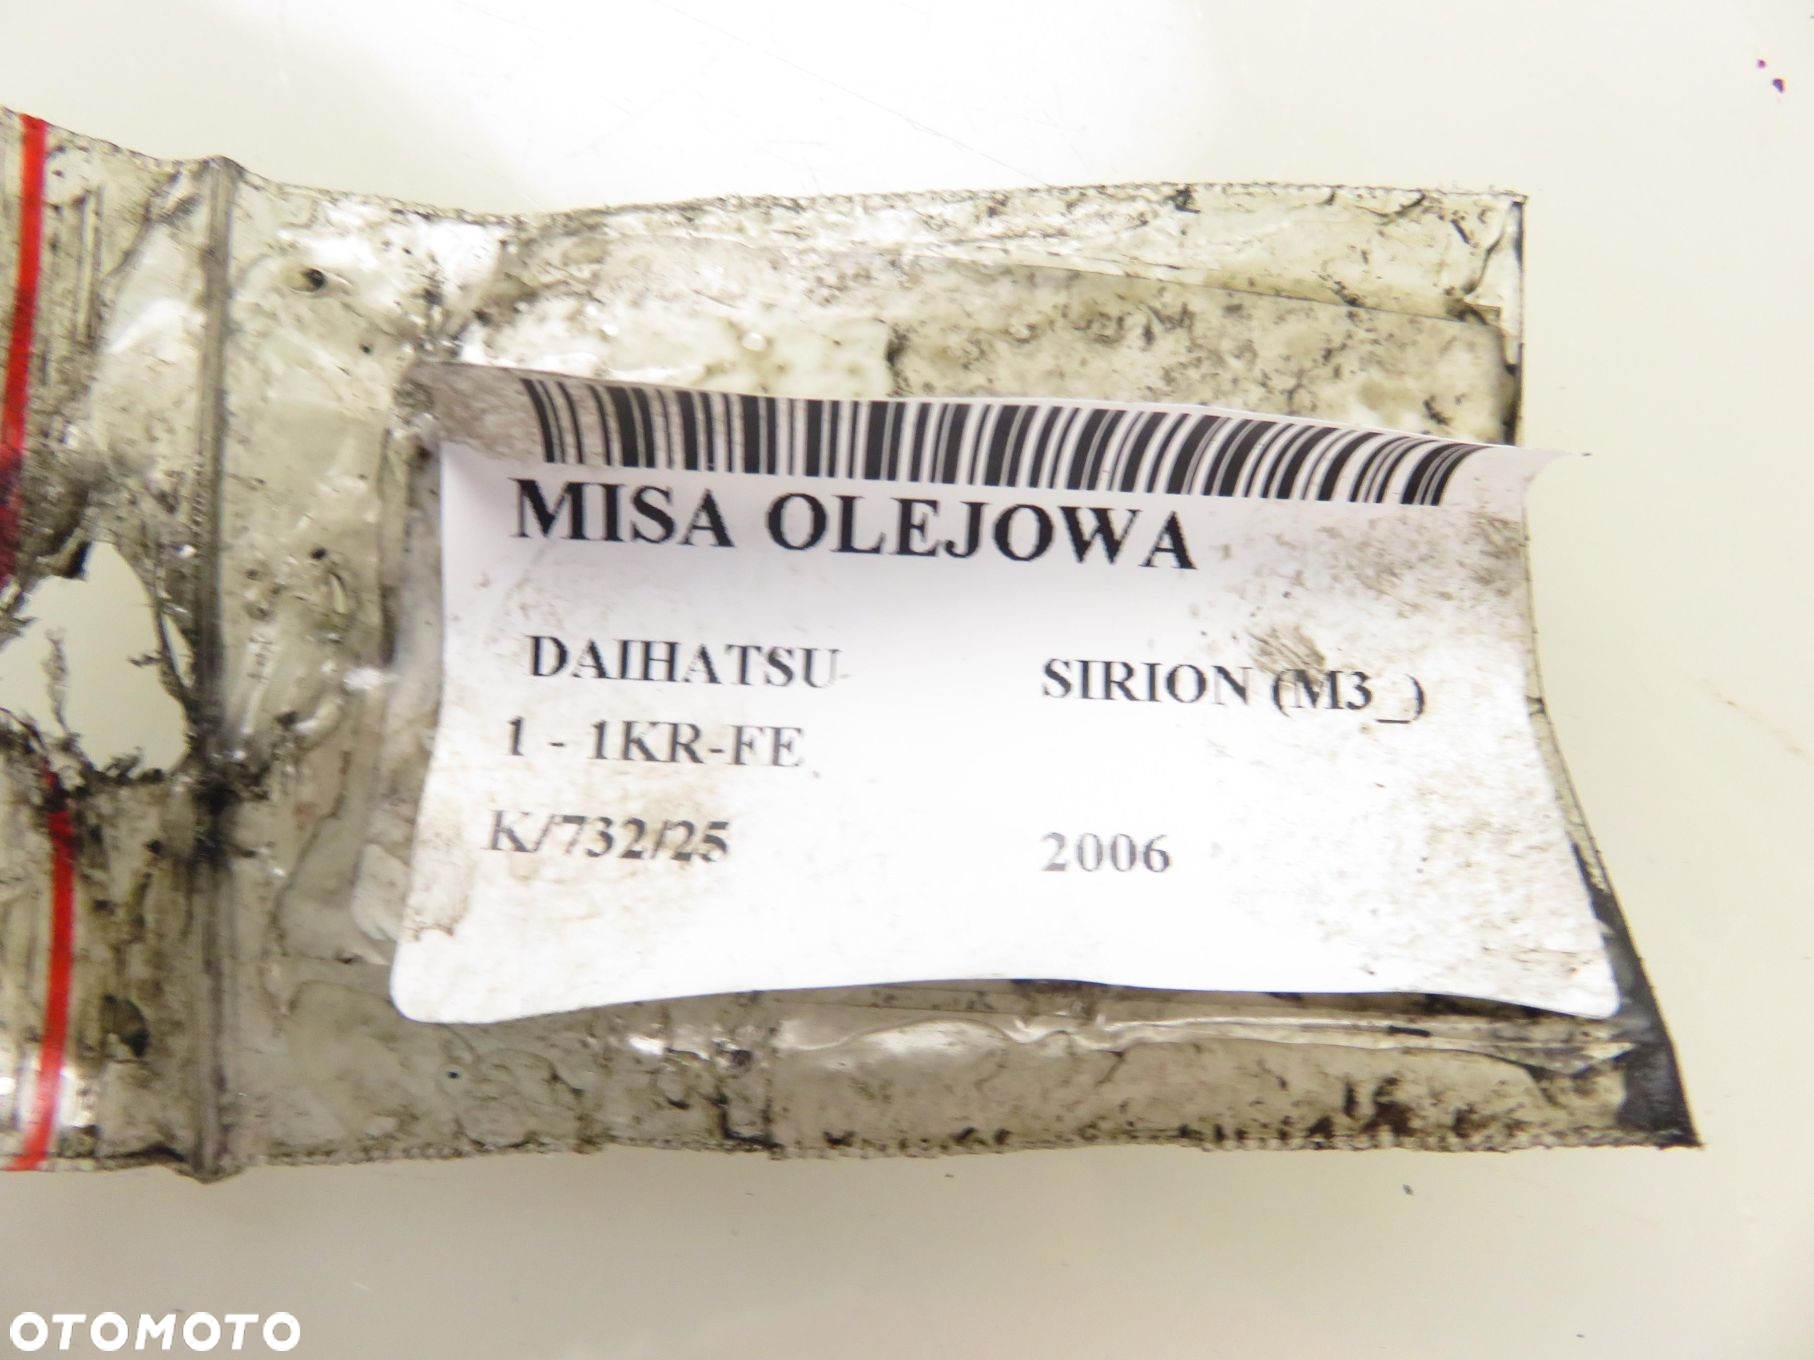 MISA OLEJOWA
DAIHATSU SIRION (M3_)
1 - 1KR-FE
K/732/25 2006
OTOMOTO